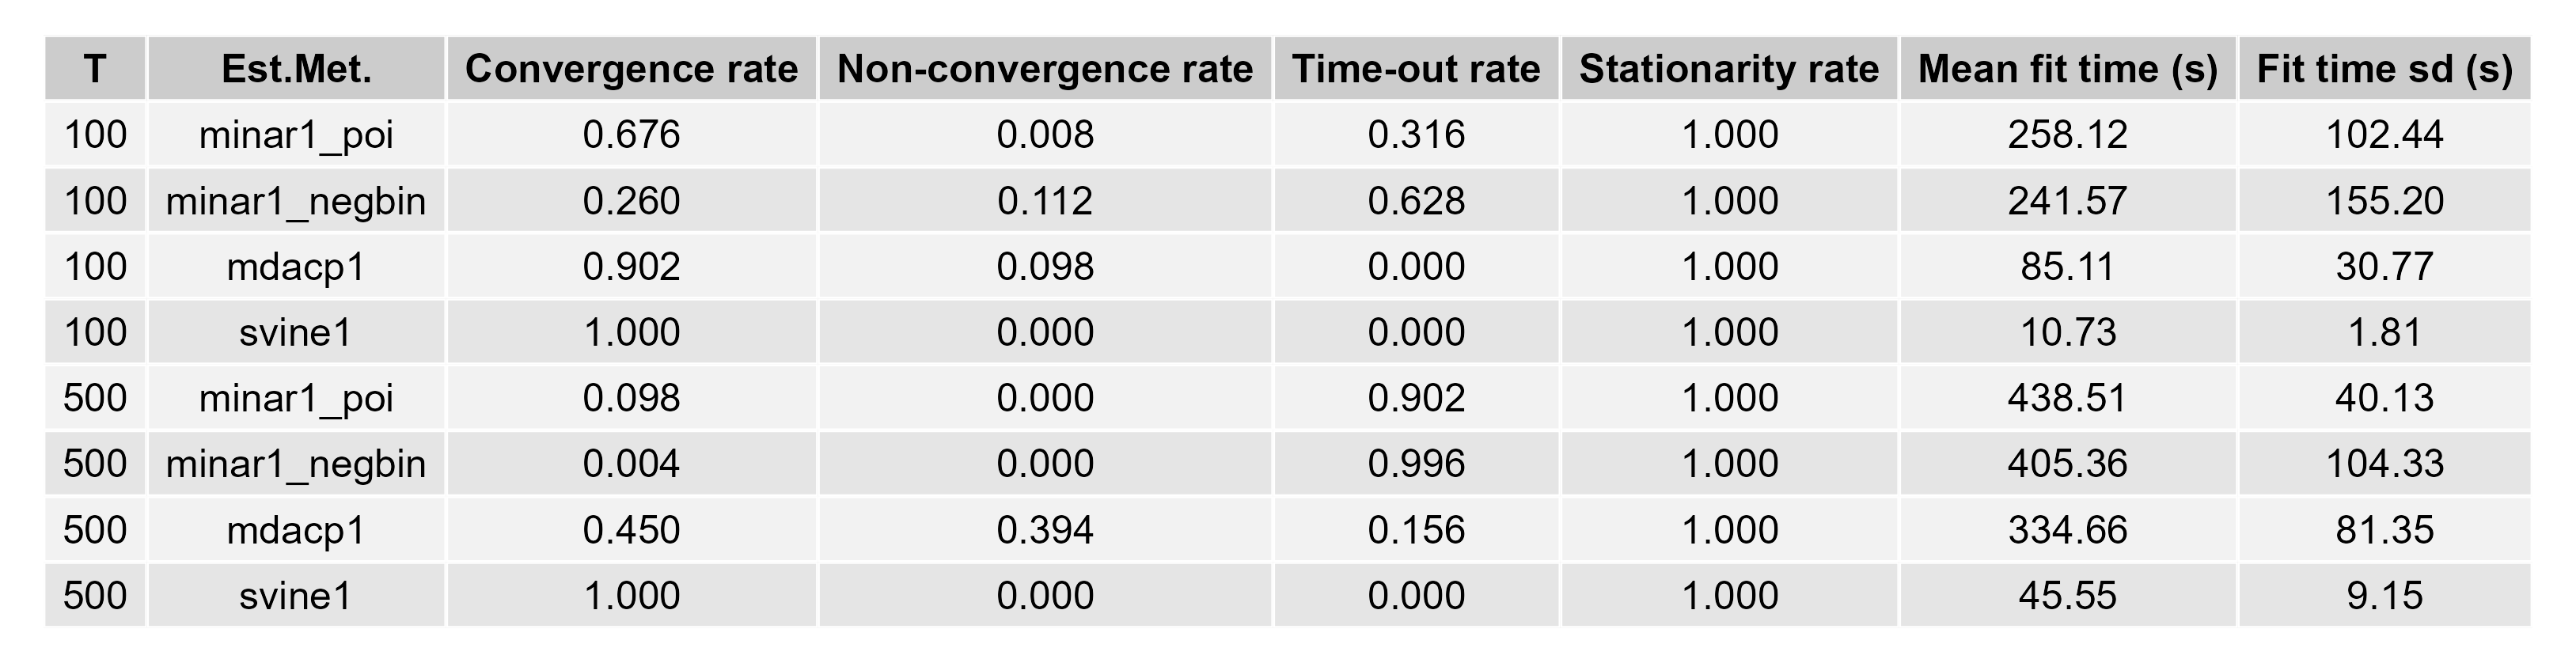 T Est.Met. Convergence rate Non-convergence rate Time-out rate Stationarity rate Mean fit time (s) Fit time sd (s)
100 minar1_poi 0.676 0.008 0.316 1.000 258.12 102.44
100 minar1_negbin 0.260 0.112 0.628 1.000 241.57 155.20
100 mdacp1 0.902 0.098 0.000 1.000 85.11 30.77
100 svine1 1.000 0.000 0.000 1.000 10.73 1.81
500 minar1_poi 0.098 0.000 0.902 1.000 438.51 40.13
500 minar1_negbin 0.004 0.000 0.996 1.000 405.36 104.33
500 mdacp1 0.450 0.394 0.156 1.000 334.66 81.35
500 svine1 1.000 0.000 0.000 1.000 45.55 9.15